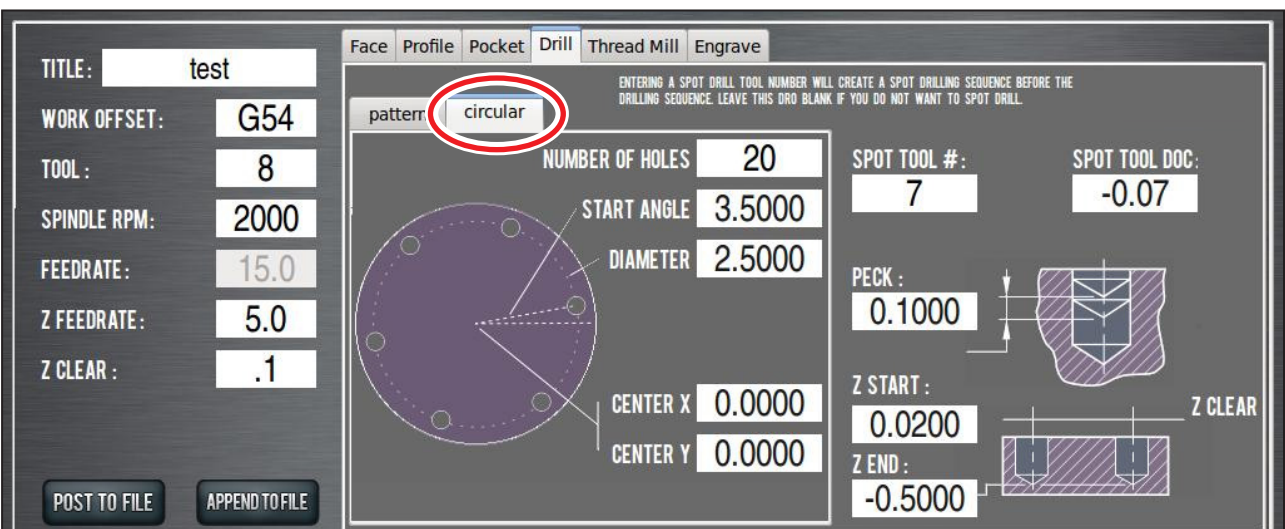 Face Profile Pocket Drill Thread Mill Engrave
TITLE: test
WORK OFFSET: G54
TOOL: 8
SPINDLE RPM: 2000
FEEDRATE: 15.0
Z FEEDRATE: 5.0
Z CLEAR: .1
POST TO FILE APPEND TO FILE
ENTERING A SPOT DRILL TOOL NUMBER WILL CREATE A SPOT DRILLING SEQUENCE BEFORE THE
DRILLING SEQUENCE. LEAVE THIS DRO BLANK IF YOU DO NOT WANT TO SPOT DRILL.
pattern circular
NUMBER OF HOLES 20
START ANGLE 3.5000
DIAMETER 2.5000
CENTER X 0.0000
CENTER Y 0.0000
SPOT TOOL #: SPOT TOOL DOC:
7 -0.07
PECK:
0.1000
Z START:
0.0200
Z CLEAR
Z END:
-0.5000